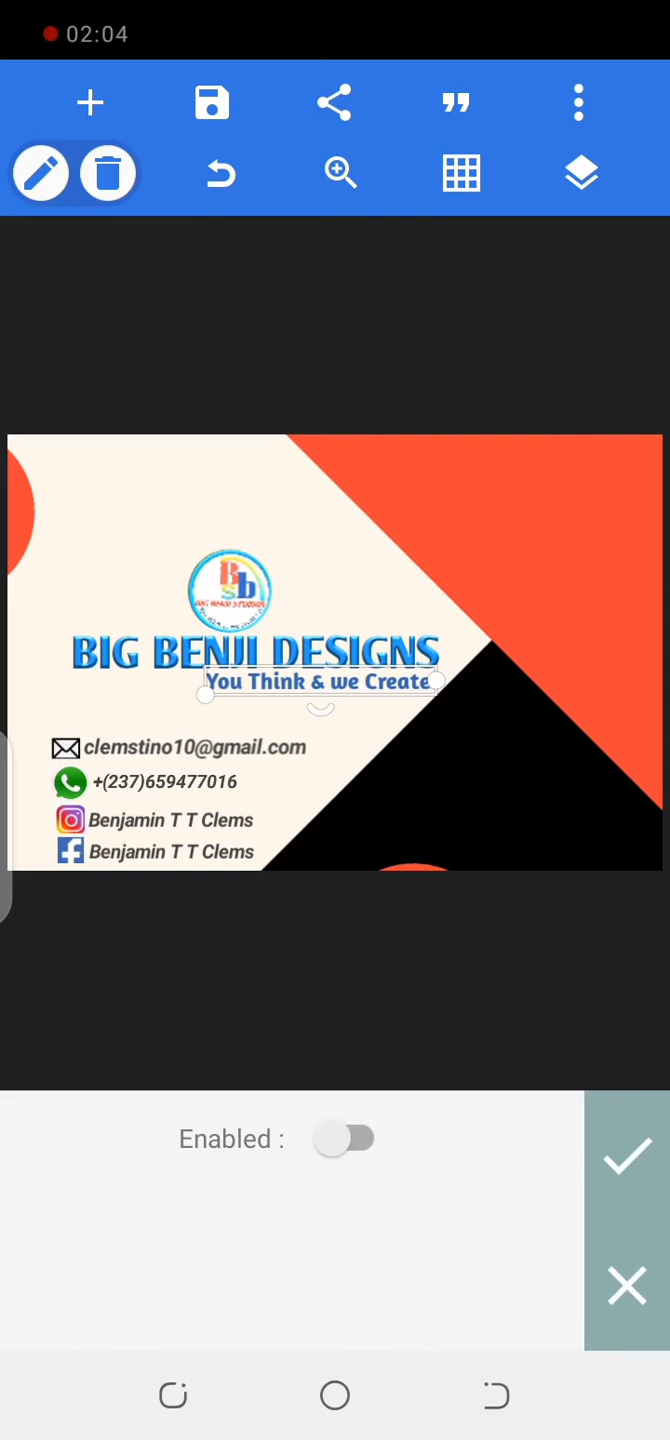 02:04
Bsb
BIG BENJI DESIGNS
You Think & we Create
clemstino10@gmail.com
+(237)659477016
Benjamin T T Clems
Benjamin T T Clems
Enabled :